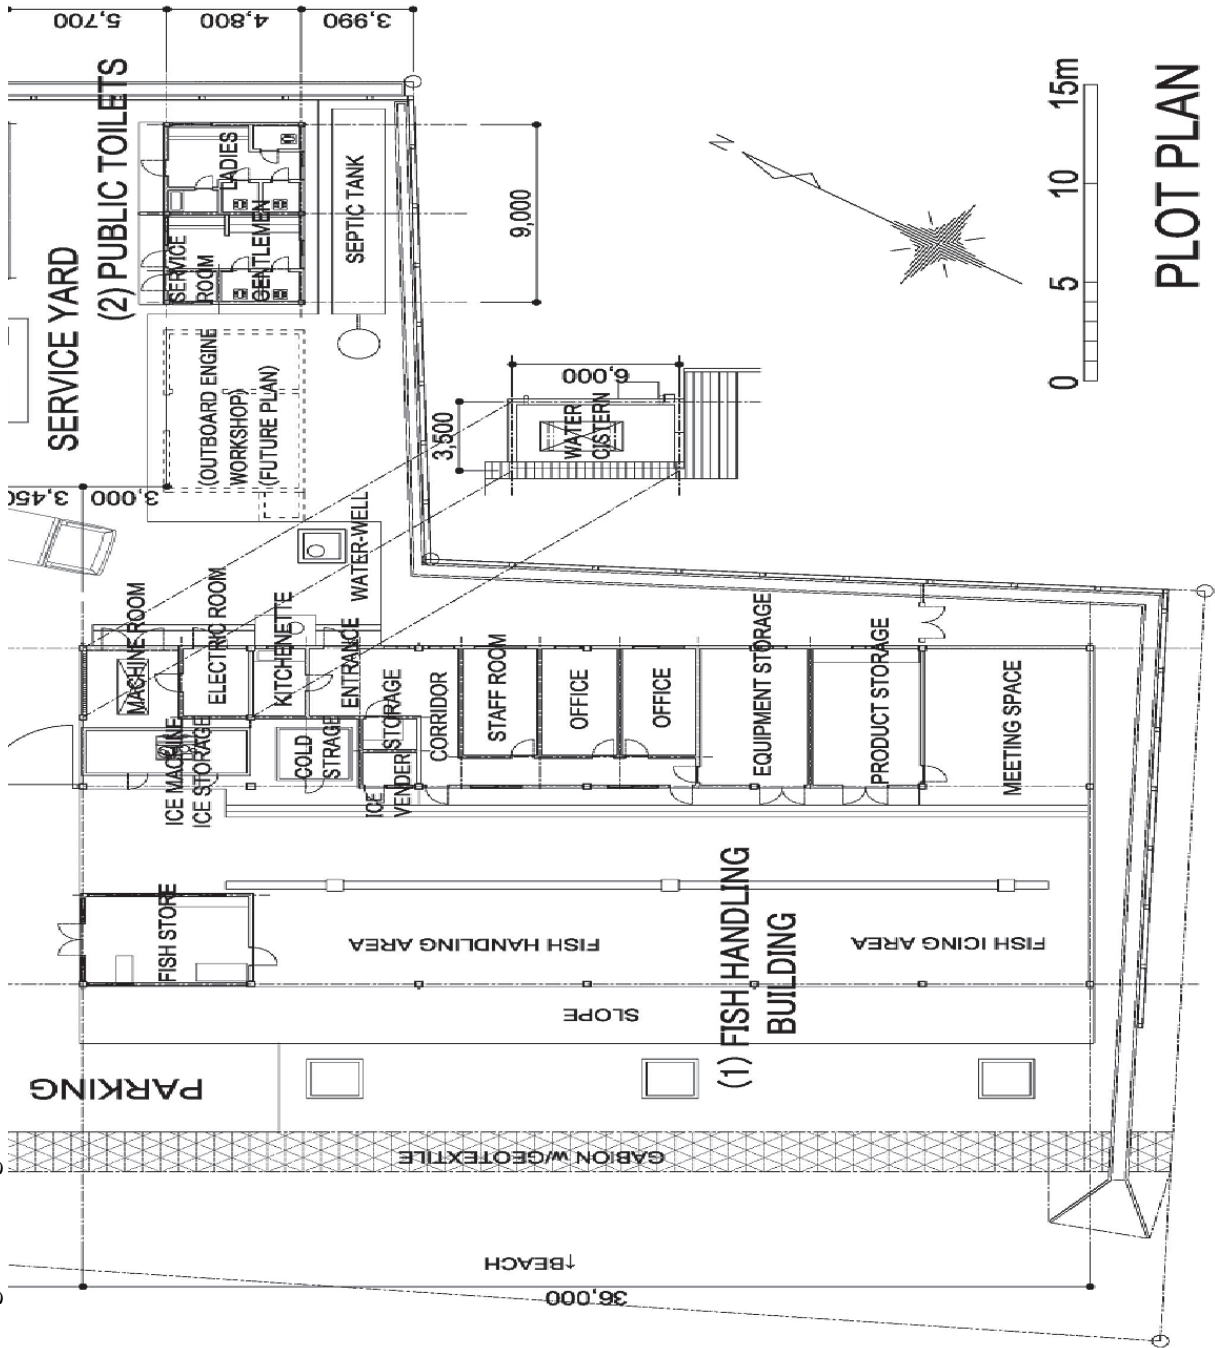 5,700
4,800
3,990
SERVICE YARD
(2) PUBLIC TOILETS
LADIES
GENTLEMEN
SERVICE
ROOM
SEPTIC TANK
9,000
N
0
5
10
15m
PLOT PLAN
(OUTBOARD ENGINE
WORKSHOP)
(FUTURE PLAN)
3,450
3,000
WATER-WELL
3,500
6,000
WATER
CISTERN
MACHINE ROOM
ELECTRIC ROOM
KITCHENETTE
ENTRANCE
STORAGE
CORRIDOR
STAFF ROOM
OFFICE
OFFICE
EQUIPMENT STORAGE
PRODUCT STORAGE
MEETING SPACE
ICE MACHINE
ICE STORAGE
COLD
STRAGE
ICE
VENDER
FISH STORE
FISH HANDLING AREA
FISH ICING AREA
(1) FISH HANDLING
BUILDING
SLOPE
PARKING
GABION W/GEOTEXTILE
↑BEACH
36,000